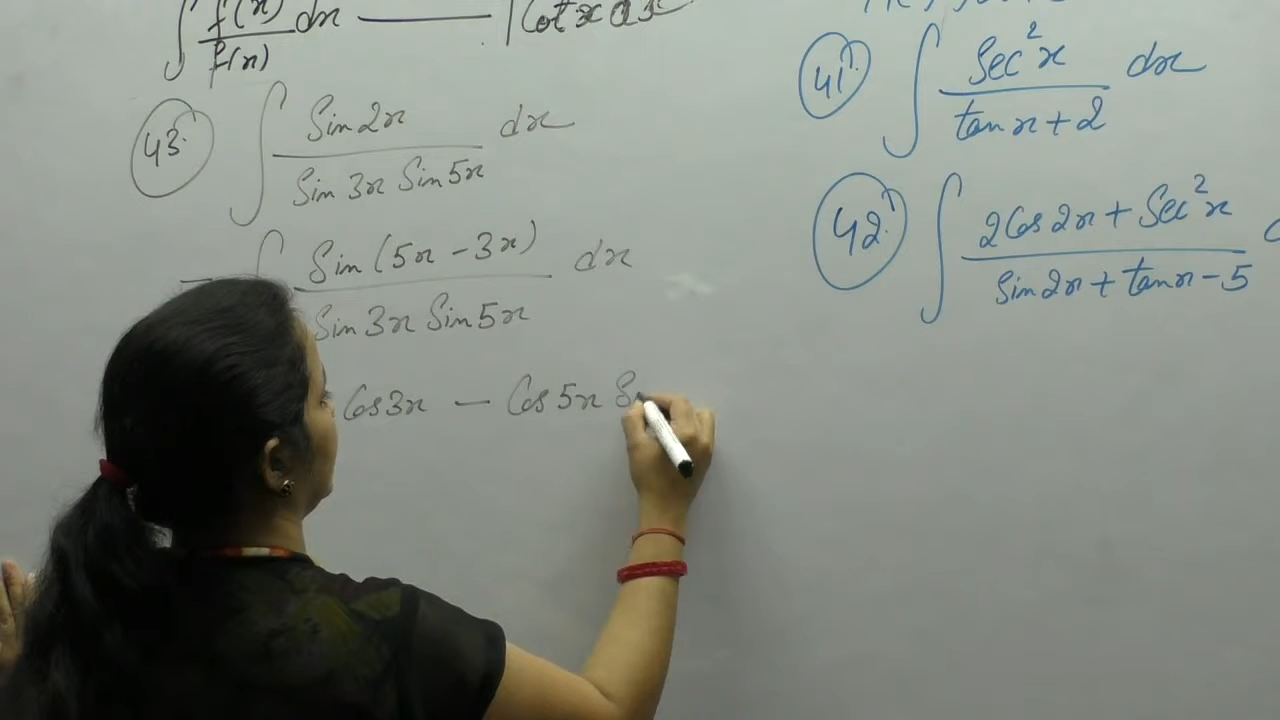 ∫ f'(x)/f(x) dx ——— ∫cot x dx
43. ∫ Sin 2x / Sin 3x Sin 5x dx
= ∫ Sin (5x − 3x) / Sin 3x Sin 5x dx
Cos 3x − Cos 5x S
41. ∫ Sec²x / tan x + 2 dx
42. ∫ 2Cos 2x + Sec²x / Sin 2x + tan x − 5